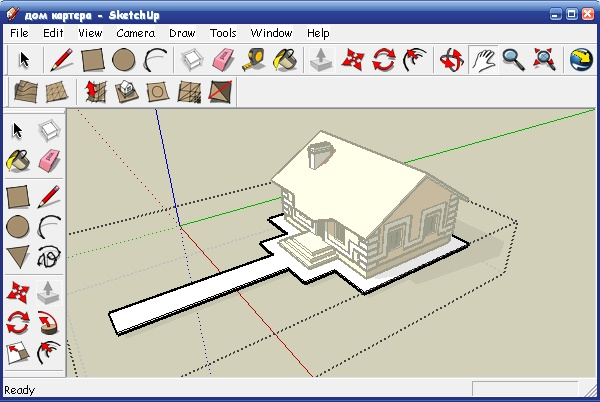 дом картера - SketchUp
File Edit View Camera Draw Tools Window Help
Ready